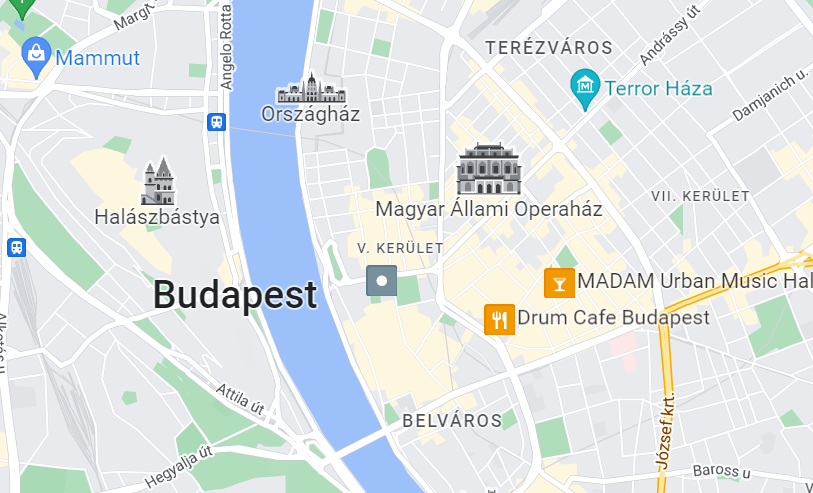 Angelo Rotta
TERÉZVÁROS
Andrássy út
Mammut
Terror Háza
Damjanich u.
Országház
VII. KERÜLET
Halászbástya
Magyar Állami Operaház
V. KERÜLET
MADAM Urban Music Hal
Budapest
Drum Cafe Budapest
Attila út
József krt.
BELVÁROS
Hegyalja út
Baross u